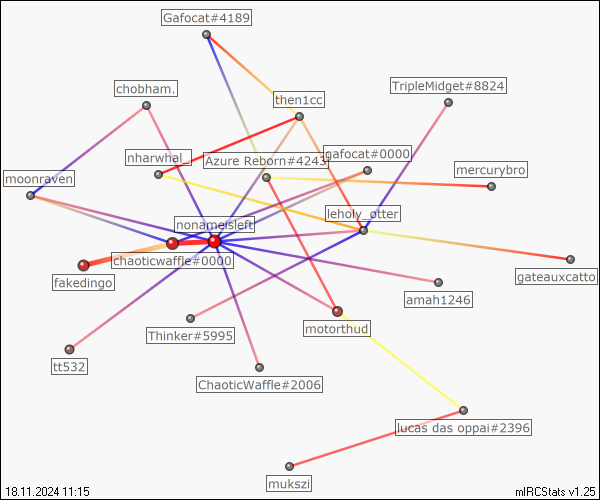 Gafocat#4189
TripleMidget#8824
chobham.
then1cc
nharwhal_
Azure Reborn#4243
gafocat#0000
mercurybro
moonraven
leholy_otter
nonameisleft
chaoticwaffle#0000
fakedingo
gateauxcatto
amah1246
Thinker#5995
motorthud
tt532
ChaoticWaffle#2006
lucas das oppai#2396
mukszi
18.11.2024 11:15
mIRCStats v1.25